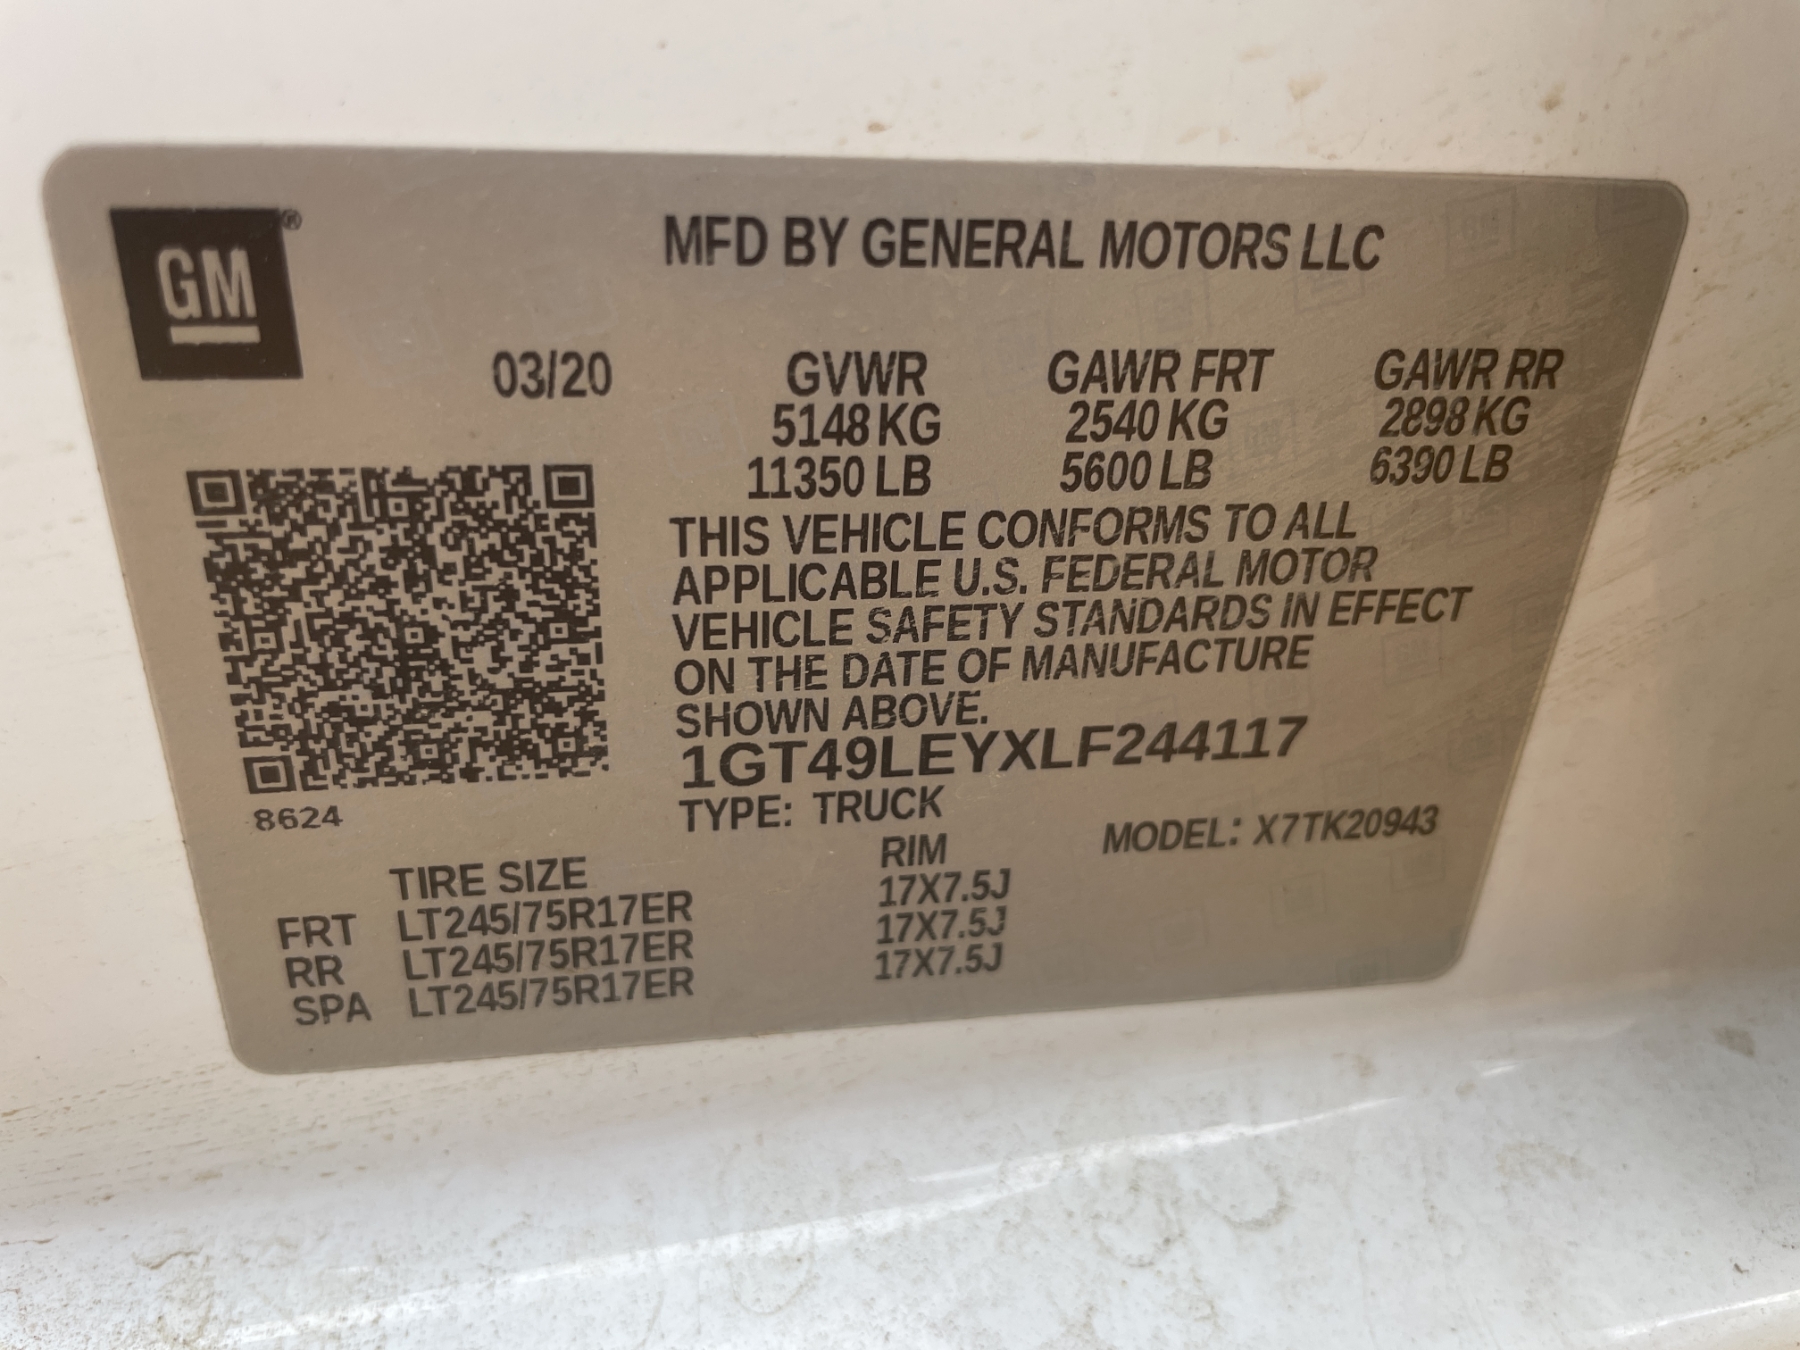 GM®
MFD BY GENERAL MOTORS LLC
03/20 GVWR GAWR FRT GAWR RR
5148 KG 2540 KG 2898 KG
11350 LB 5600 LB 6390 LB
THIS VEHICLE CONFORMS TO ALL
APPLICABLE U.S. FEDERAL MOTOR
VEHICLE SAFETY STANDARDS IN EFFECT
ON THE DATE OF MANUFACTURE
SHOWN ABOVE.
1GT49LEYXLF244117
8624
TYPE: TRUCK MODEL: X7TK20943
TIRE SIZE RIM
FRT LT245/75R17ER 17X7.5J
RR LT245/75R17ER 17X7.5J
SPA LT245/75R17ER 17X7.5J